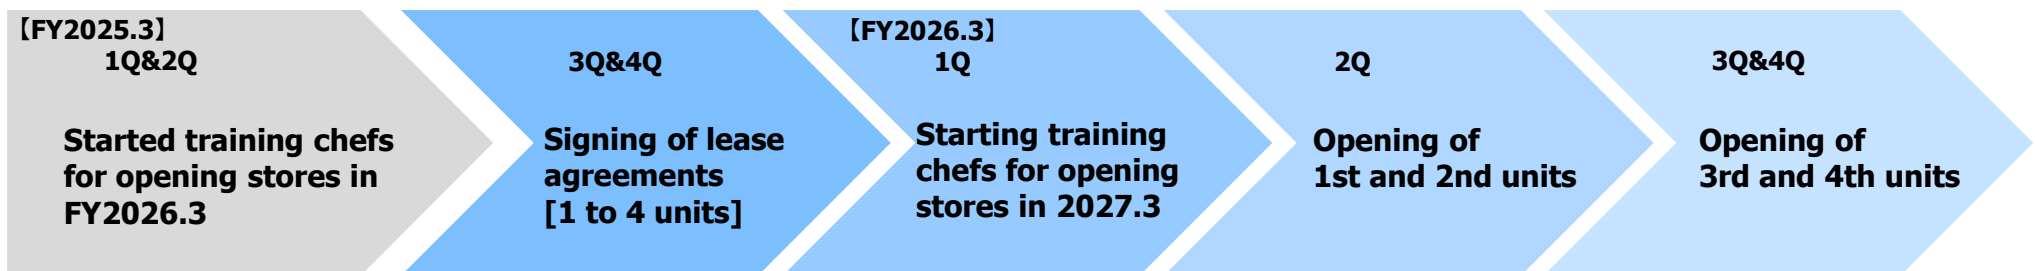 【FY2025.3】
1Q&2Q
Started training chefs
for opening stores in
FY2026.3
3Q&4Q
Signing of lease
agreements
[1 to 4 units]
【FY2026.3】
1Q
Starting training
chefs for opening
stores in 2027.3
2Q
Opening of
1st and 2nd units
3Q&4Q
Opening of
3rd and 4th units